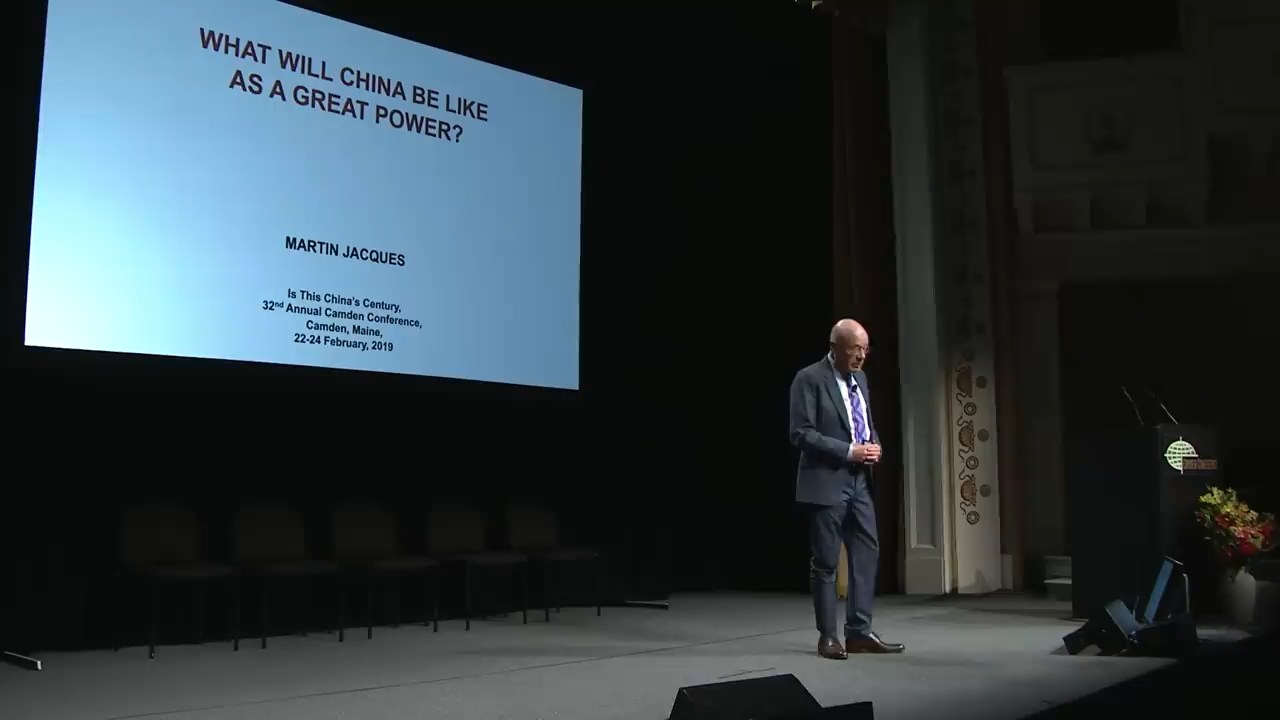 WHAT WILL CHINA BE LIKE
AS A GREAT POWER?
MARTIN JACQUES
Is This China's Century,
32nd Annual Camden Conference,
Camden, Maine,
22-24 February, 2019